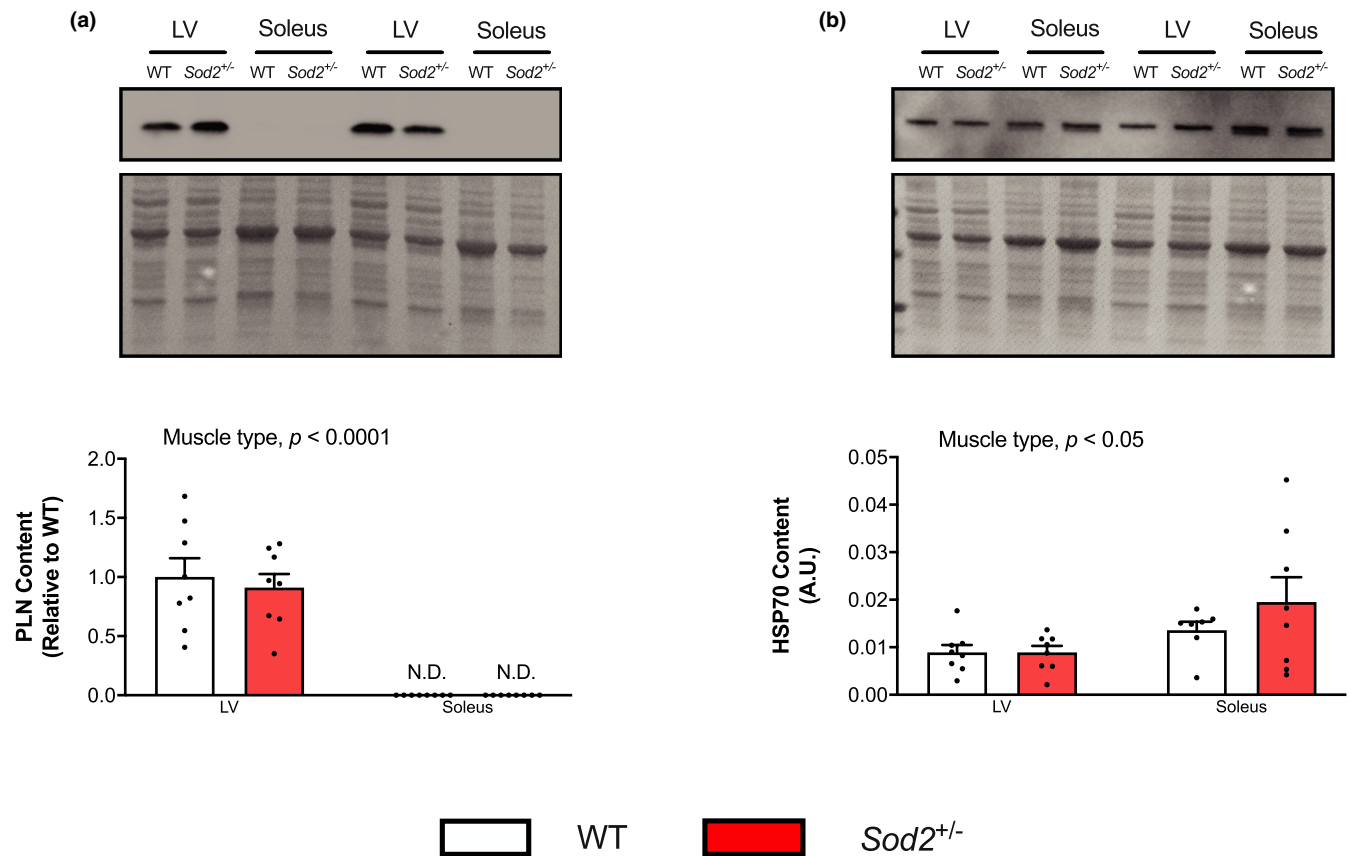 (a)
LV Soleus LV Soleus
WT Sod2+/- WT Sod2+/- WT Sod2+/- WT Sod2+/-
Muscle type, p < 0.0001
PLN Content
(Relative to WT)
2.0
1.5
1.0
0.5
0.0
N.D. N.D.
LV Soleus
(b)
LV Soleus LV Soleus
WT Sod2+/- WT Sod2+/- WT Sod2+/- WT Sod2+/-
Muscle type, p < 0.05
HSP70 Content
(A.U.)
0.05
0.04
0.03
0.02
0.01
0.00
LV Soleus
WT Sod2+/-